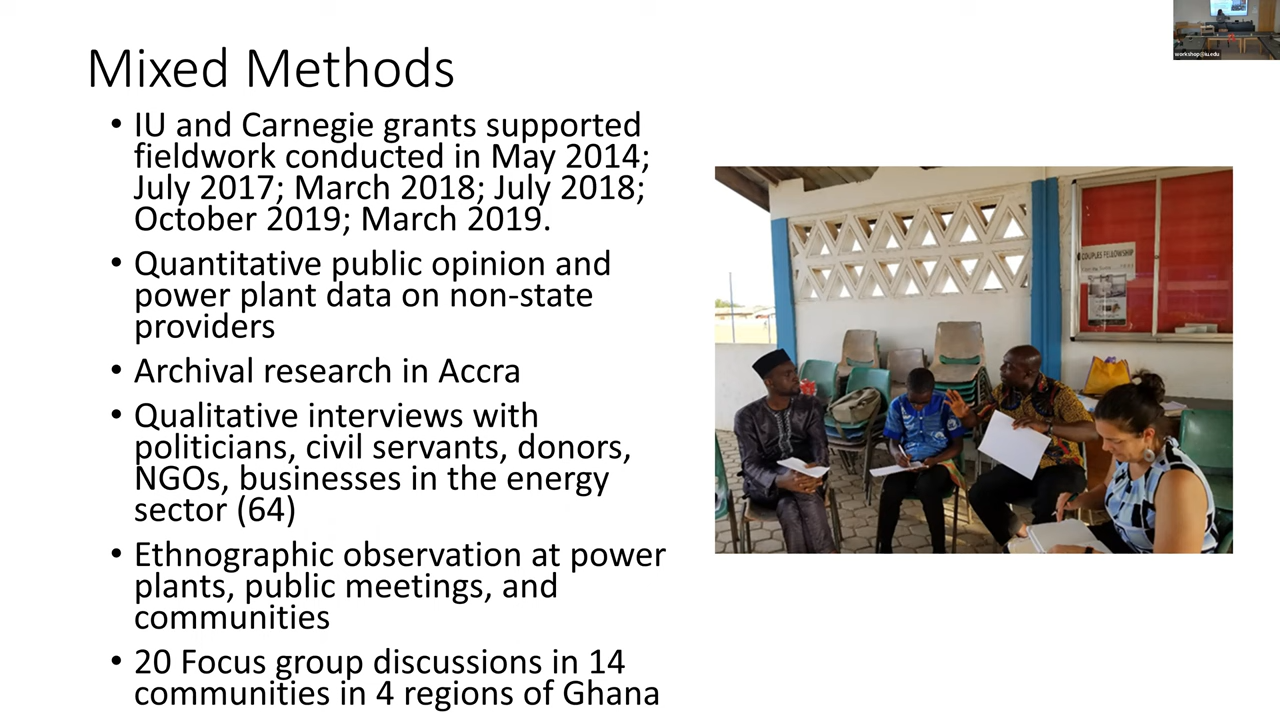 workshop@iu.edu
Mixed Methods
• IU and Carnegie grants supported
fieldwork conducted in May 2014;
July 2017; March 2018; July 2018;
October 2019; March 2019.
• Quantitative public opinion and
power plant data on non-state
providers
• Archival research in Accra
• Qualitative interviews with
politicians, civil servants, donors,
NGOs, businesses in the energy
sector (64)
• Ethnographic observation at power
plants, public meetings, and
communities
• 20 Focus group discussions in 14
communities in 4 regions of Ghana
COUPLES FELLOWSHIP